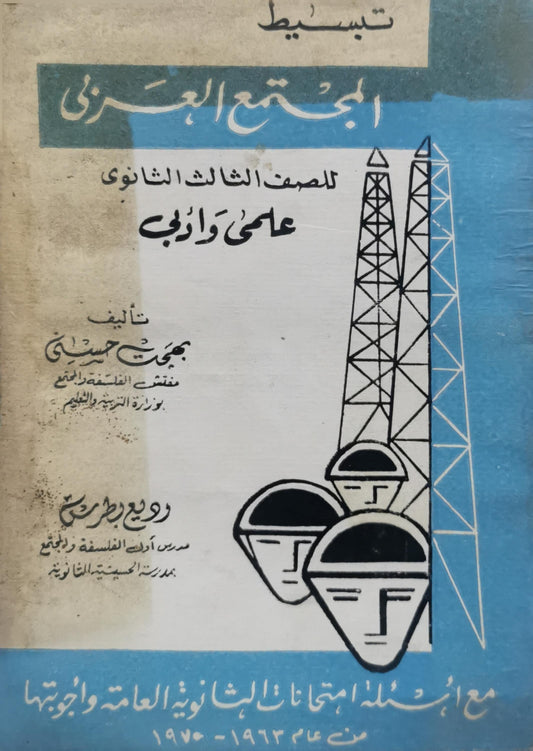 تبسيط
المجتمع العربى
للصف الثالث الثانوى
علمى وأدبى
تأليف
بهجت حسنى
مفتش الفلسفة والمجتمع
بوزارة التربية والتعليم
وديع بطرس
مدرس أول الفلسفة والمجتمع
بمدرسة الحسينية الثانوية
مع أسئلة امتحانات الثانوية العامة وأجوبتها
من عام ١٩٦٣ - ١٩٧٠